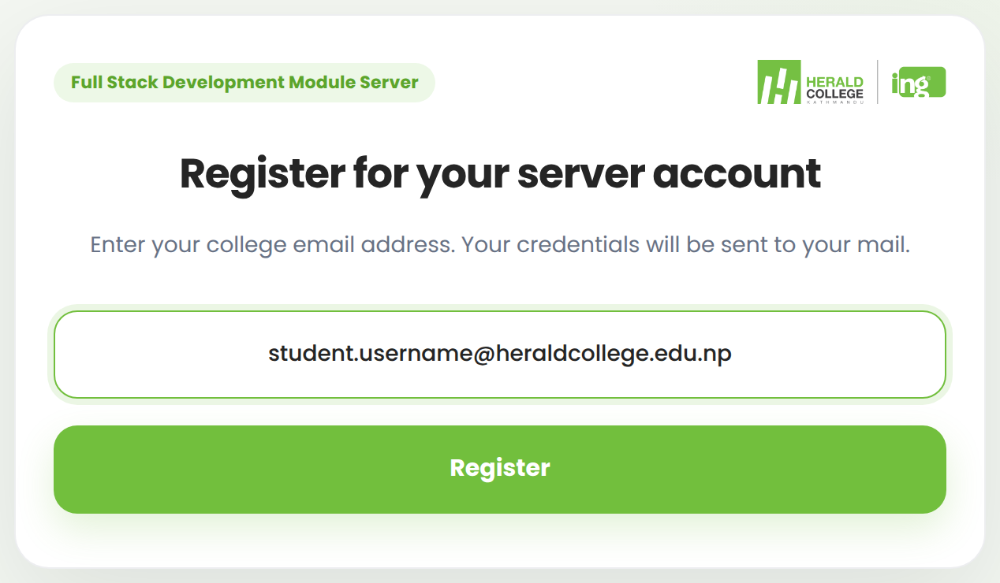 Full Stack Development Module Server
HERALD
COLLEGE
KATHMANDU
ing
Register for your server account
Enter your college email address. Your credentials will be sent to your mail.
student.username@heraldcollege.edu.np
Register